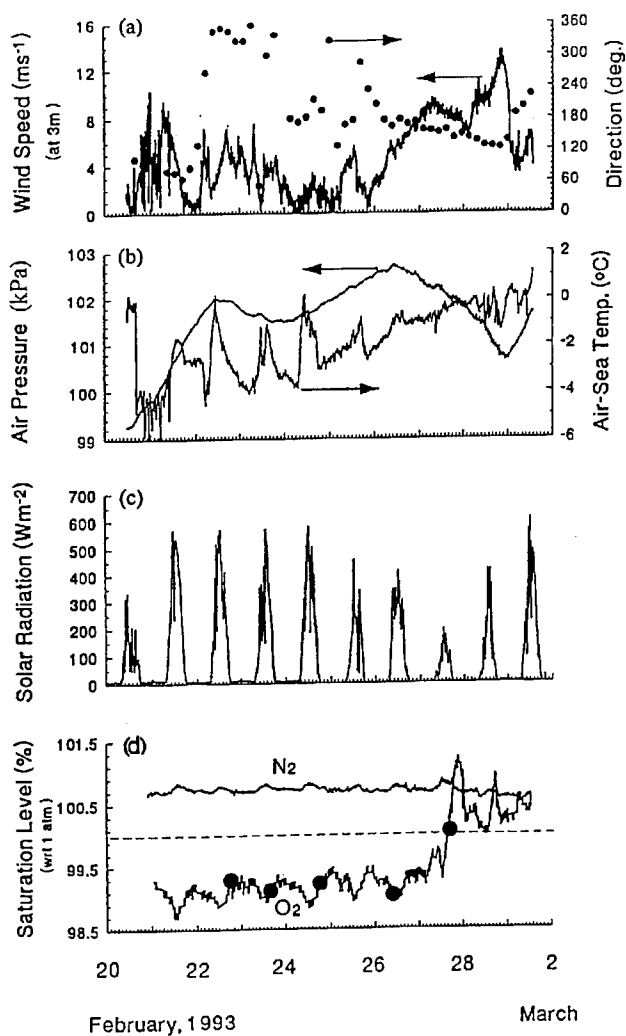 (a)
16
12
8
4
0
Wind Speed (ms-1)
(at 3m)
360
300
240
180
120
60
0
Direction (deg.)
(b)
103
102
101
100
99
Air Pressure (kPa)
2
0
-2
-4
-6
Air-Sea Temp. (oC)
(c)
700
600
500
400
300
200
100
0
Solar Radiation (Wm-2)
(d)
101.5
100.5
99.5
98.5
Saturation Level (%)
(wrt 1 atm)
N2
O2
20 22 24 26 28 2
February, 1993 March